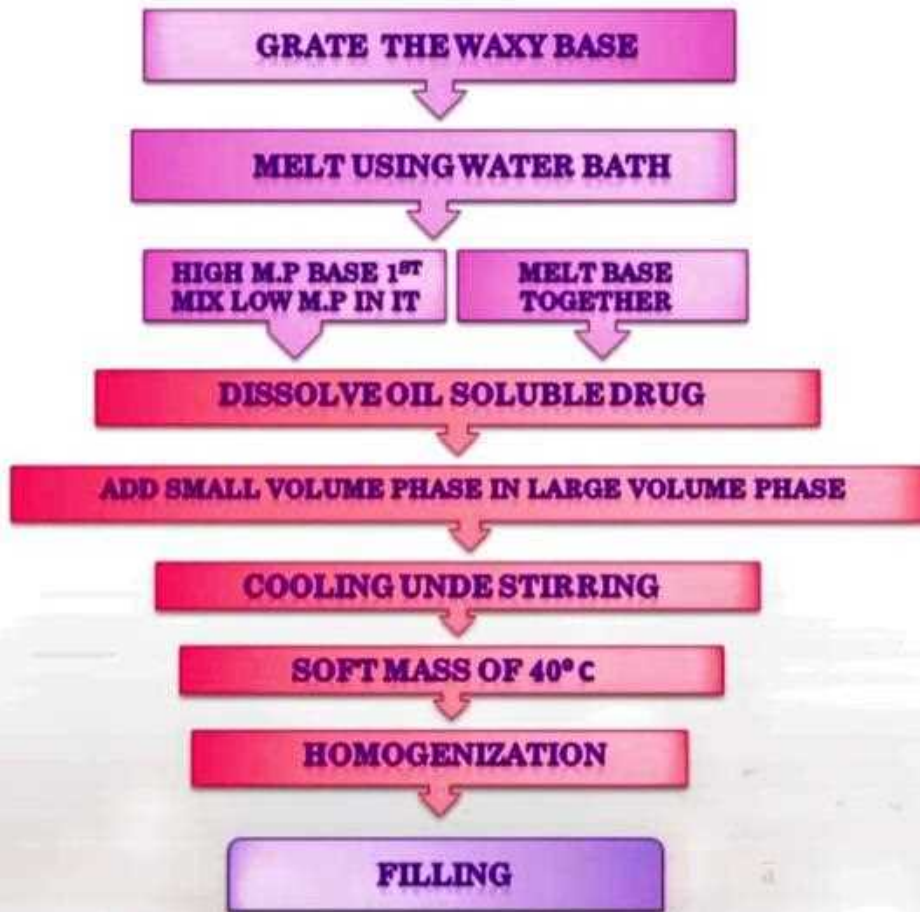 GRATE THE WAXY BASE
MELT USING WATER BATH
HIGH M.P BASE 1ST
MIX LOW M.P IN IT
MELT BASE
TOGETHER
DISSOLVE OIL SOLUBLE DRUG
ADD SMALL VOLUME PHASE IN LARGE VOLUME PHASE
COOLING UNDE STIRRING
SOFT MASS OF 40° C
HOMOGENIZATION
FILLING